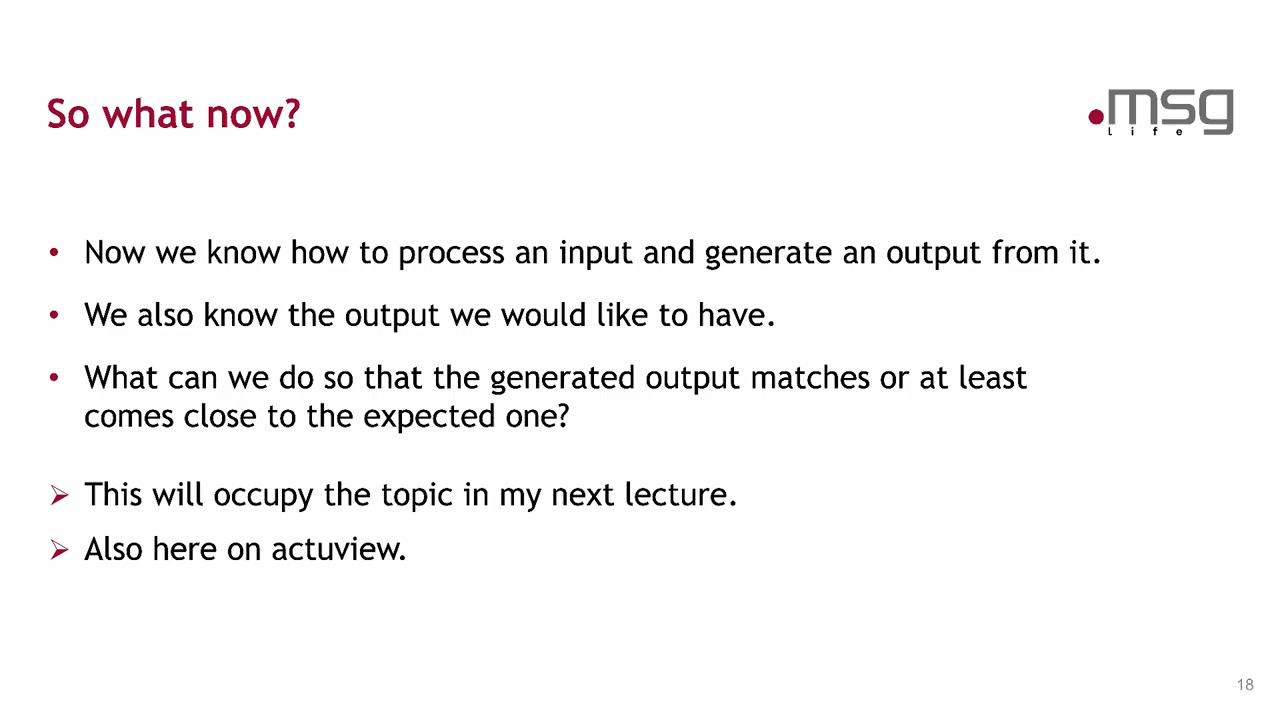 So what now?
.msg
life
• Now we know how to process an input and generate an output from it.
• We also know the output we would like to have.
• What can we do so that the generated output matches or at least
comes close to the expected one?
➢ This will occupy the topic in my next lecture.
➢ Also here on actuview.
18